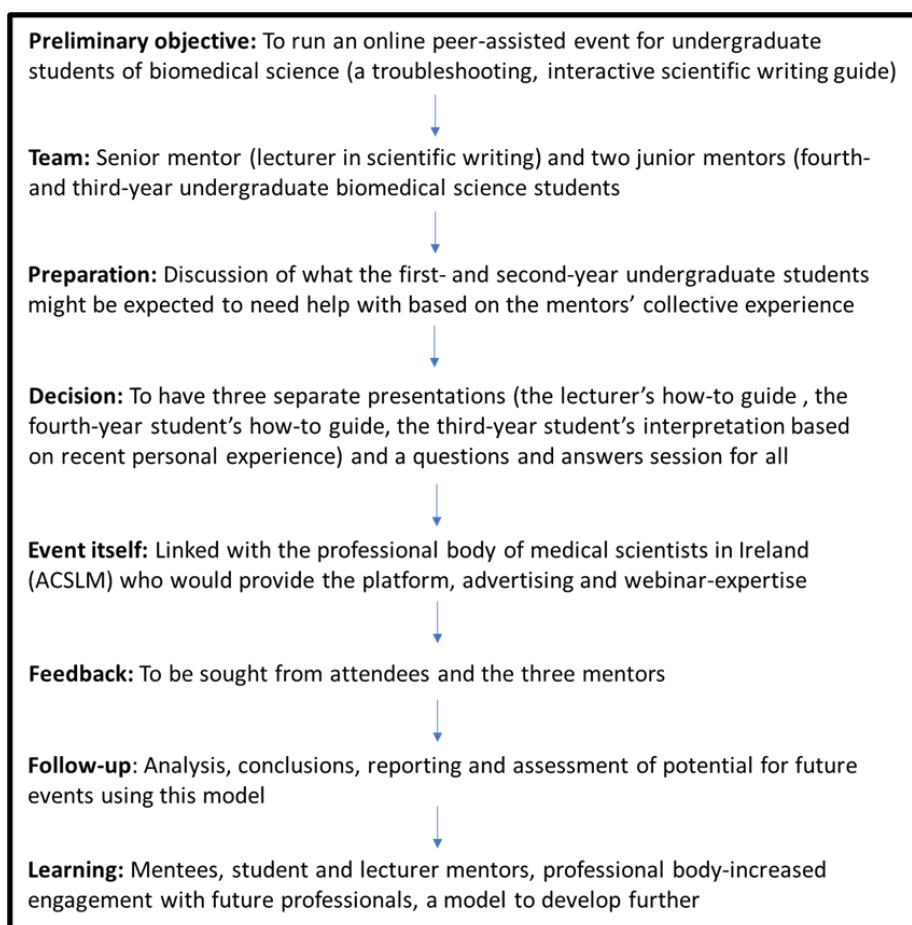 Preliminary objective: To run an online peer-assisted event for undergraduate
students of biomedical science (a troubleshooting, interactive scientific writing guide)
Team: Senior mentor (lecturer in scientific writing) and two junior mentors (fourth-
and third-year undergraduate biomedical science students
Preparation: Discussion of what the first- and second-year undergraduate students
might be expected to need help with based on the mentors' collective experience
Decision: To have three separate presentations (the lecturer's how-to guide , the
fourth-year student's how-to guide, the third-year student's interpretation based
on recent personal experience) and a questions and answers session for all
Event itself: Linked with the professional body of medical scientists in Ireland
(ACSLM) who would provide the platform, advertising and webinar-expertise
Feedback: To be sought from attendees and the three mentors
Follow-up: Analysis, conclusions, reporting and assessment of potential for future
events using this model
Learning: Mentees, student and lecturer mentors, professional body-increased
engagement with future professionals, a model to develop further